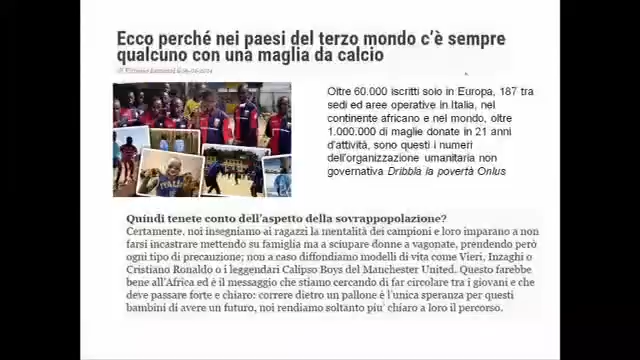 Ecco perché nei paesi del terzo mondo c'è sempre
qualcuno con una maglia da calcio
Oltre 60.000 iscritti solo in Europa, 187 tra
sedi ed aree operative in Italia, nel
continente africano e nel mondo, oltre
1.000.000 di maglie donate in 21 anni
d'attività, sono questi i numeri
dell'organizzazione umanitaria non
governativa Dribbla la povertà Onlus
ITALIA
Quindi tenete conto dell'aspetto della sovrappopolazione?
Certamente, noi insegniamo ai ragazzi la mentalità dei campioni e loro imparano a non
farsi incastrare mettendo su famiglia ma a sciupare donne a vagonate, prendendo però
ogni tipo di precauzione; non a caso diffondiamo modelli di vita come Vieri, Inzaghi o
Cristiano Ronaldo o i leggendari Calipso Boys del Manchester United. Questo farebbe
bene all'Africa ed è il messaggio che stiamo cercando di far circolare tra i giovani e che
deve passare forte e chiaro: correre dietro un pallone è l'unica speranza per questi
bambini di avere un futuro, noi rendiamo soltanto piu' chiaro a loro il percorso.